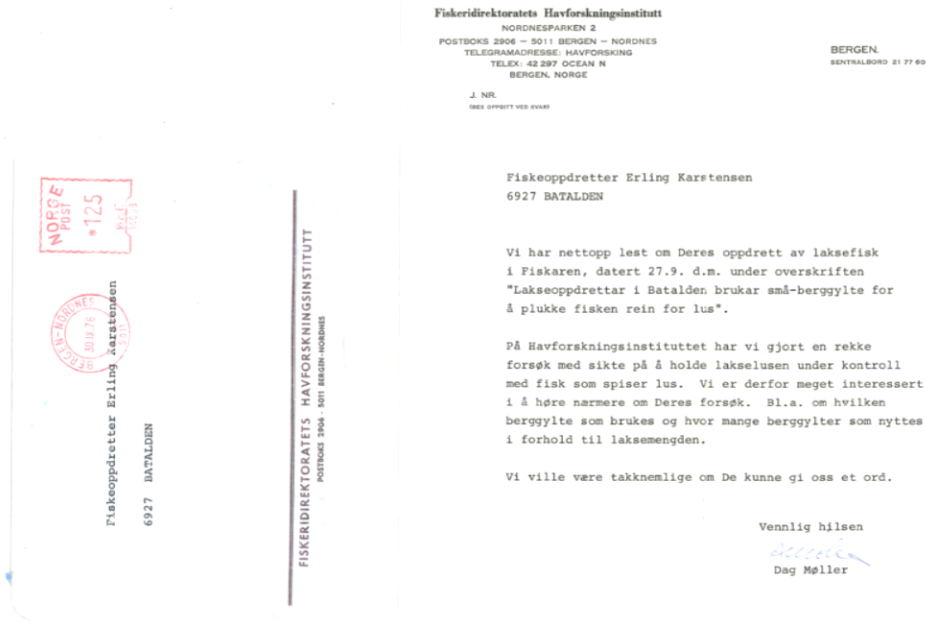 NORGE
POST
*125
BERGEN-NORDNES
30 IX.76
5011
Fiskeoppdretter Erling Karstensen
6927 BATALDEN
FISKERIDIREKTORATETS HAVFORSKNINGSINSTITUTT
POSTBOKS 2906 - 5011 BERGEN-NORDNES
Fiskeridirektoratets Havforskningsinstitutt
NORDNESPARKEN 2
POSTBOKS 2906 — 5011 BERGEN — NORDNES
TELEGRAMADRESSE: HAVFORSKING
TELEX: 42 297 OCEAN N
BERGEN, NORGE
BERGEN.
SENTRALBORD 21 77 60
J. NR.
(BES OPPGITT VED SVAR)
Fiskeoppdretter Erling Karstensen
6927 BATALDEN
Vi har nettopp lest om Deres oppdrett av laksefisk
i Fiskaren, datert 27.9. d.m. under overskriften
"Lakseoppdrettar i Batalden brukar små-berggylte for
å plukke fisken rein for lus".
På Havforskningsinstituttet har vi gjort en rekke
forsøk med sikte på å holde lakselusen under kontroll
med fisk som spiser lus. Vi er derfor meget interessert
i å høre nærmere om Deres forsøk. Bl.a. om hvilken
berggylte som brukes og hvor mange berggylter som nyttes
i forhold til laksemengden.
Vi ville være takknemlige om De kunne gi oss et ord.
Vennlig hilsen
Dag Møller